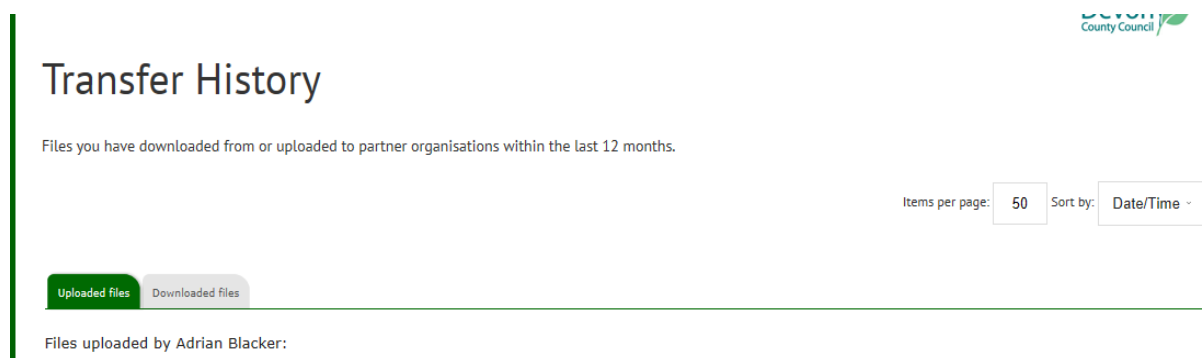 Devon
County Council
Transfer History
Files you have downloaded from or uploaded to partner organisations within the last 12 months.
Items per page: 50 Sort by: Date/Time
Uploaded files Downloaded files
Files uploaded by Adrian Blacker: